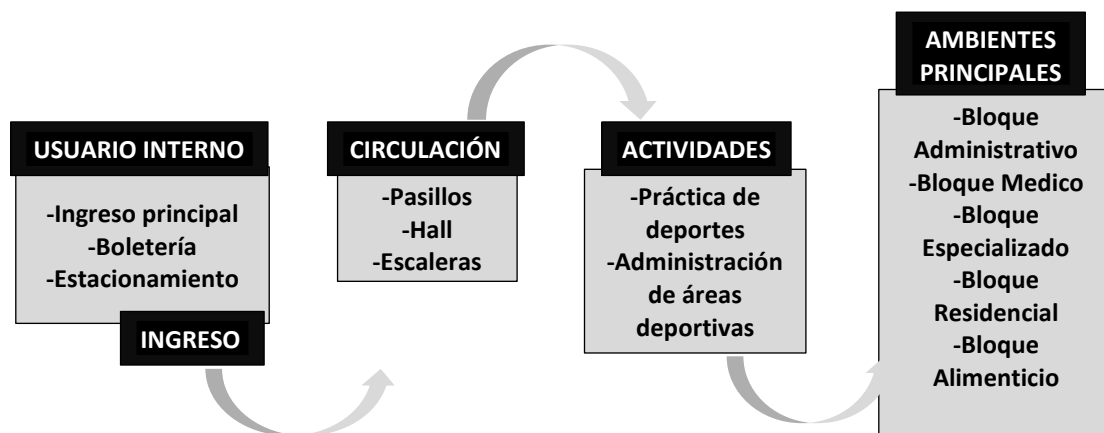 USUARIO INTERNO
-Ingreso principal
-Boletería
-Estacionamiento
INGRESO
CIRCULACIÓN
-Pasillos
-Hall
-Escaleras
ACTIVIDADES
-Práctica de
deportes
-Administración
de áreas
deportivas
AMBIENTES
PRINCIPALES
-Bloque
Administrativo
-Bloque Medico
-Bloque
Especializado
-Bloque
Residencial
-Bloque
Alimenticio